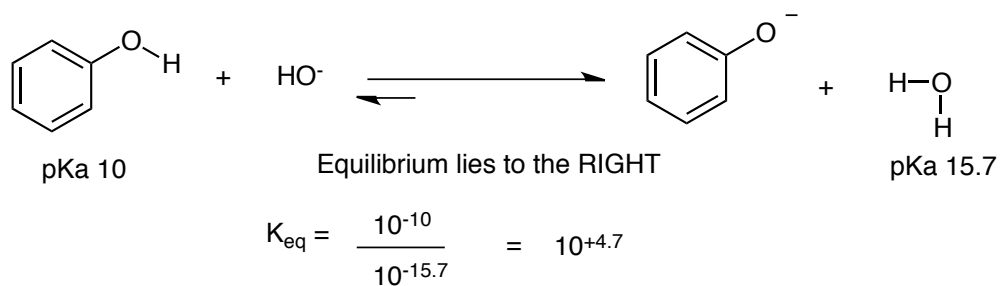 O H + HO- O − + H O H
pKa 10 Equilibrium lies to the RIGHT pKa 15.7
Keq = 10-10 / 10-15.7 = 10+4.7